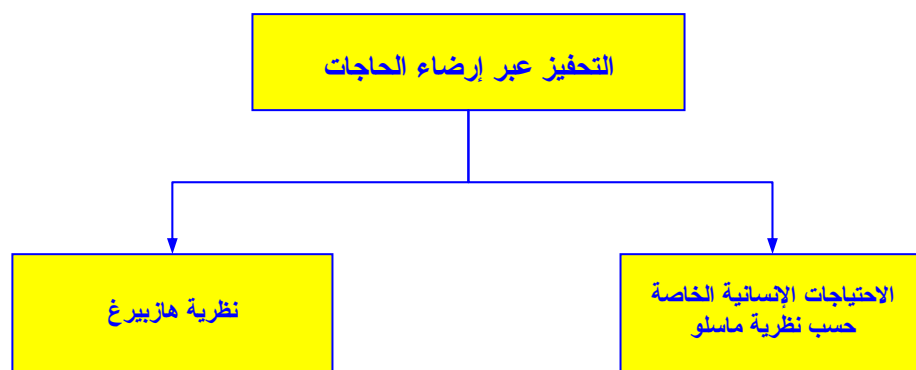 التحفيز عبر إرضاء الحاجات
الاحتياجات الإنسانية الخاصة
حسب نظرية ماسلو
نظرية هازبيرغ